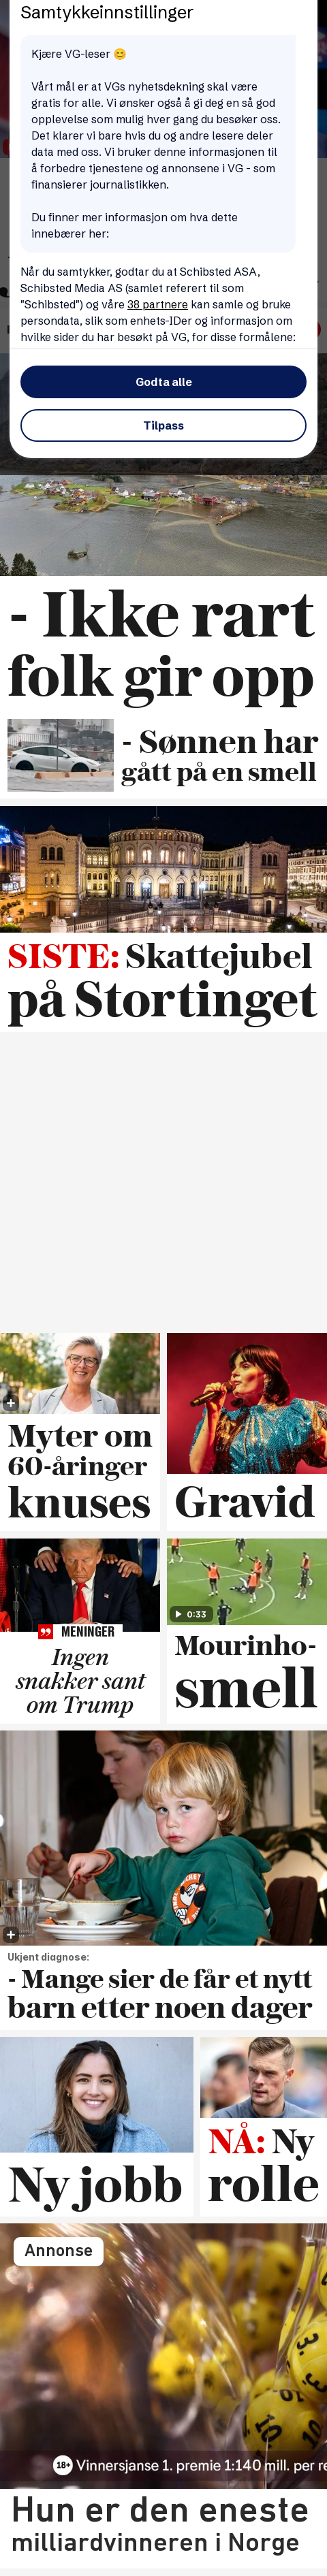 Samtykkeinnstillinger
Kjære VG-leser 😊
Vårt mål er at VGs nyhetsdekning skal være
gratis for alle. Vi ønsker også å gi deg en så god
opplevelse som mulig hver gang du besøker oss.
Det klarer vi bare hvis du og andre lesere deler
data med oss. Vi bruker denne informasjonen til
å forbedre tjenestene og annonsene i VG - som
finansierer journalistikken.
Du finner mer informasjon om hva dette
innebærer her:
Når du samtykker, godtar du at Schibsted ASA,
Schibsted Media AS (samlet referert til som
"Schibsted") og våre 38 partnere kan samle og bruke
persondata, slik som enhets-IDer og informasjon om
hvilke sider du har besøkt på VG, for disse formålene:
Godta alle
Tilpass
- Ikke rart
folk gir opp
- Sønnen har
gått på en smell
SISTE: Skattejubel
på Stortinget
Myter om
60-åringer
knuses
Gravid
MENINGER
Ingen
snakker sant
om Trump
0:33
Mourinho-
smell
Ukjent diagnose:
- Mange sier de får et nytt
barn etter noen dager
Ny jobb
NÅ: Ny
rolle
Annonse
10
18+ Vinnersjanse 1. premie 1:140 mill. per re
Hun er den eneste
milliardvinneren i Norge